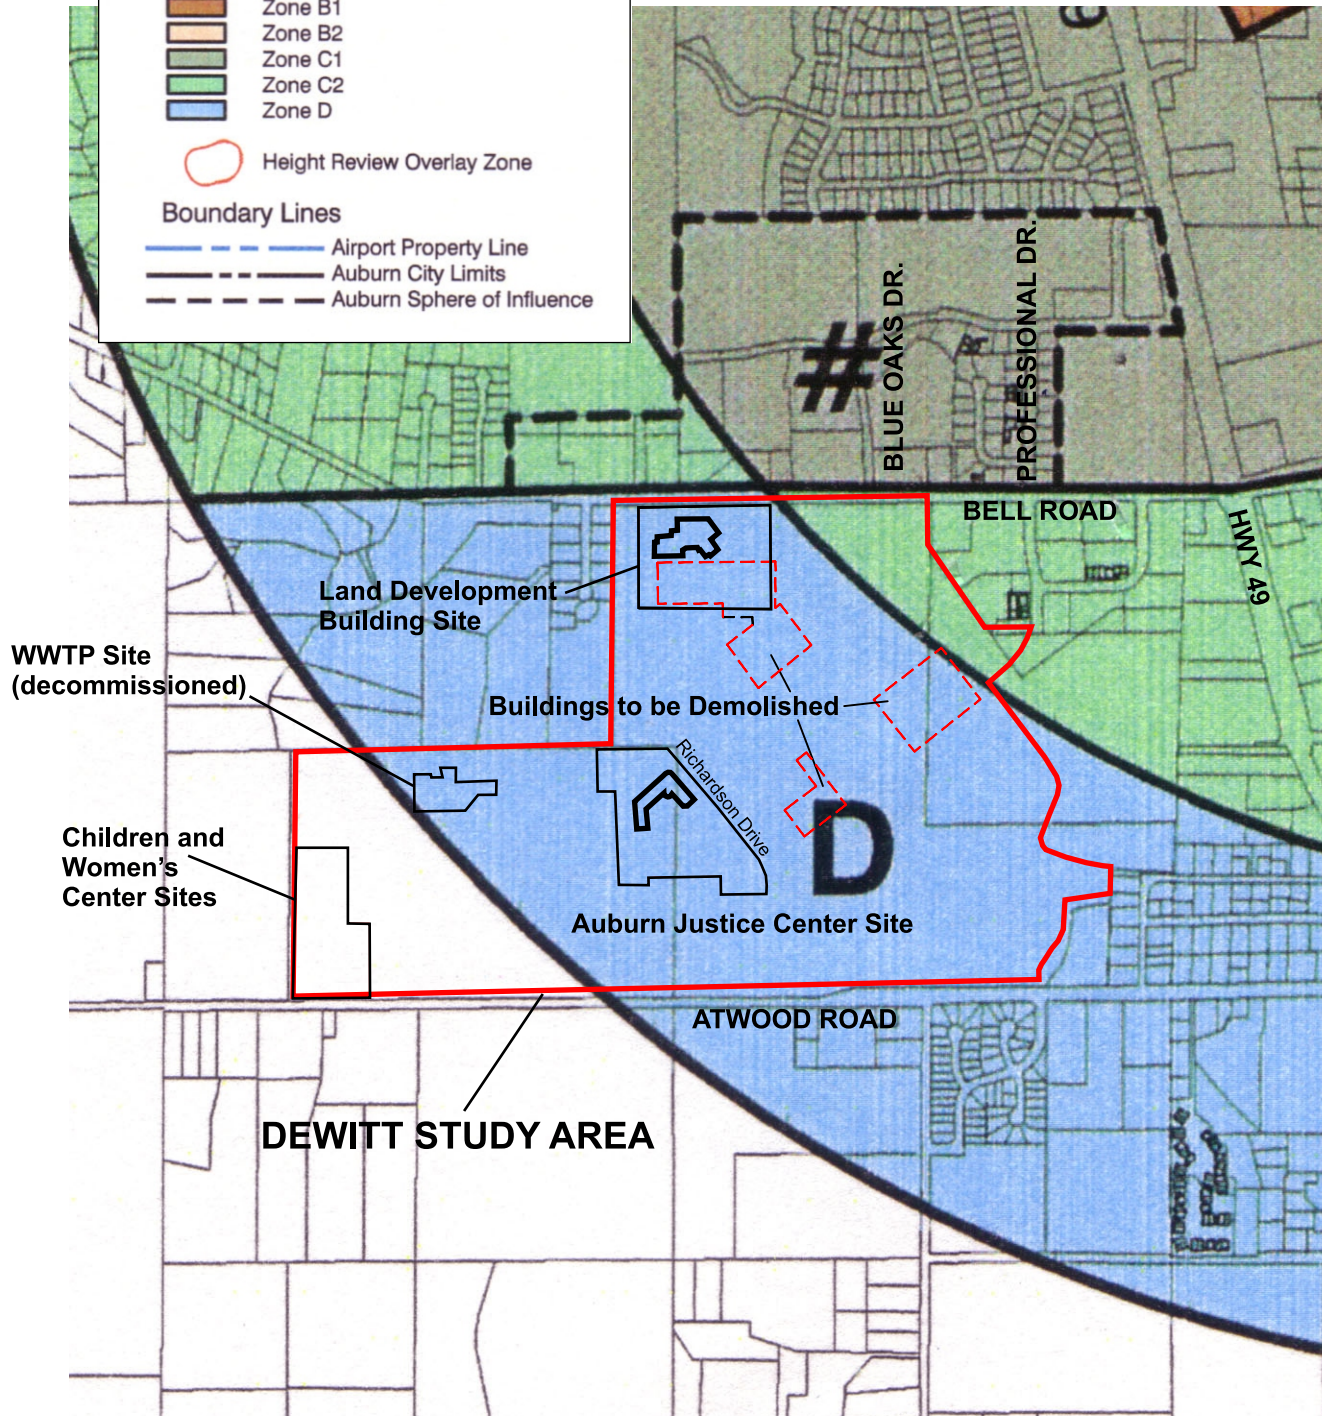 Zone B1
Zone B2
Zone C1
Zone C2
Zone D
Height Review Overlay Zone
Boundary Lines
Airport Property Line
Auburn City Limits
Auburn Sphere of Influence
#
BLUE OAKS DR.
PROFESSIONAL DR.
BELL ROAD
HWY 49
Land Development
Building Site
WWTP Site
(decommissioned)
Buildings to be Demolished
Richardson Drive
Children and
Women's
Center Sites
D
Auburn Justice Center Site
ATWOOD ROAD
DEWITT STUDY AREA